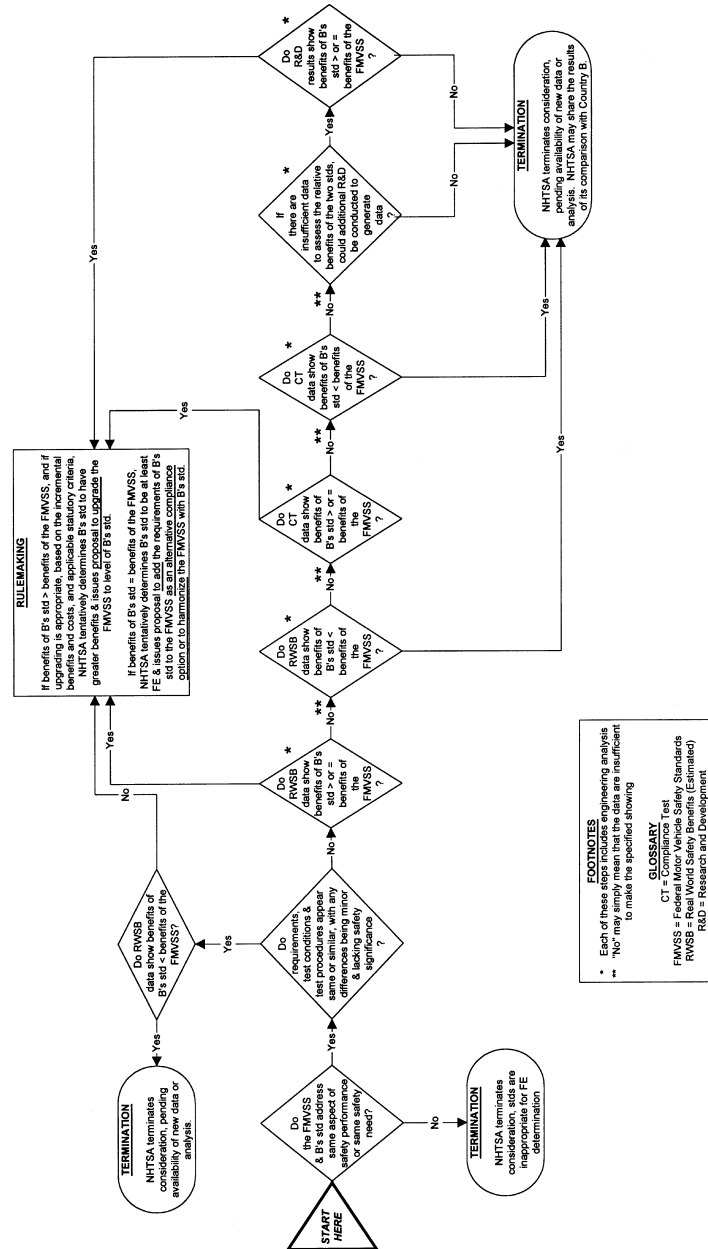 START
HERE
Do
the FMVSS
& B's std address
same aspect of
safety performance
or same safety
need?
No
TERMINATION
NHTSA terminates
consideration, stds are
inappropriate for FE
determination
Yes
Do
requirements,
test conditions &
test procedures appear
same or similar, with any
differences being minor
& lacking safety
significance
?
Yes
Do RWSB
data show benefits of
B's std < benefits of the
FMVSS?
Yes
TERMINATION
NHTSA terminates
consideration, pending
availability of new data or
analysis.
No
No
Do
RWSB
data show
benefits of B's
std > or =
benefits of
the
FMVSS
?
*
Yes
RULEMAKING
If benefits of B's std > benefits of the FMVSS, and if
upgrading is appropriate, based on the incremental
benefits and costs, and applicable statutory criteria,
NHTSA tentatively determines B's std to have
greater benefits & issues proposal to upgrade the
FMVSS to level of B's std.
If benefits of B's std = benefits of the FMVSS,
NHTSA tentatively determines B's std to be at least
FE & issues proposal to add the requirements of B's
std to the FMVSS as an alternative compliance
option or to harmonize the FMVSS with B's std.
**
No
Do
RWSB
data show
benefits of
B's std <
benefits of
the
FMVSS
?
*
Yes
**
No
Do
CT
data show
benefits of
B's std > or =
benefits of
the
FMVSS
?
*
Yes
**
No
Do
CT
data show
benefits of B's
std < benefits
of the
FMVSS
?
*
Yes
**
No
If
there are
insufficient data
to assess the relative
benefits of the two stds,
could additional R&D
be conducted to
generate
data
?
*
No
Yes
Do
R&D
results show
benefits of B's
std > or =
benefits of the
FMVSS
?
*
Yes
No
TERMINATION
NHTSA terminates consideration,
pending availability of new data or
analysis. NHTSA may share the results
of its comparison with Country B.
FOOTNOTES
* Each of these steps includes engineering analysis
** "No" may simply mean that the data are insufficient
to make the specified showing
GLOSSARY
CT = Compliance Test
FMVSS = Federal Motor Vehicle Safety Standards
RWSB = Real World Safety Benefits (Estimated)
R&D = Research and Development